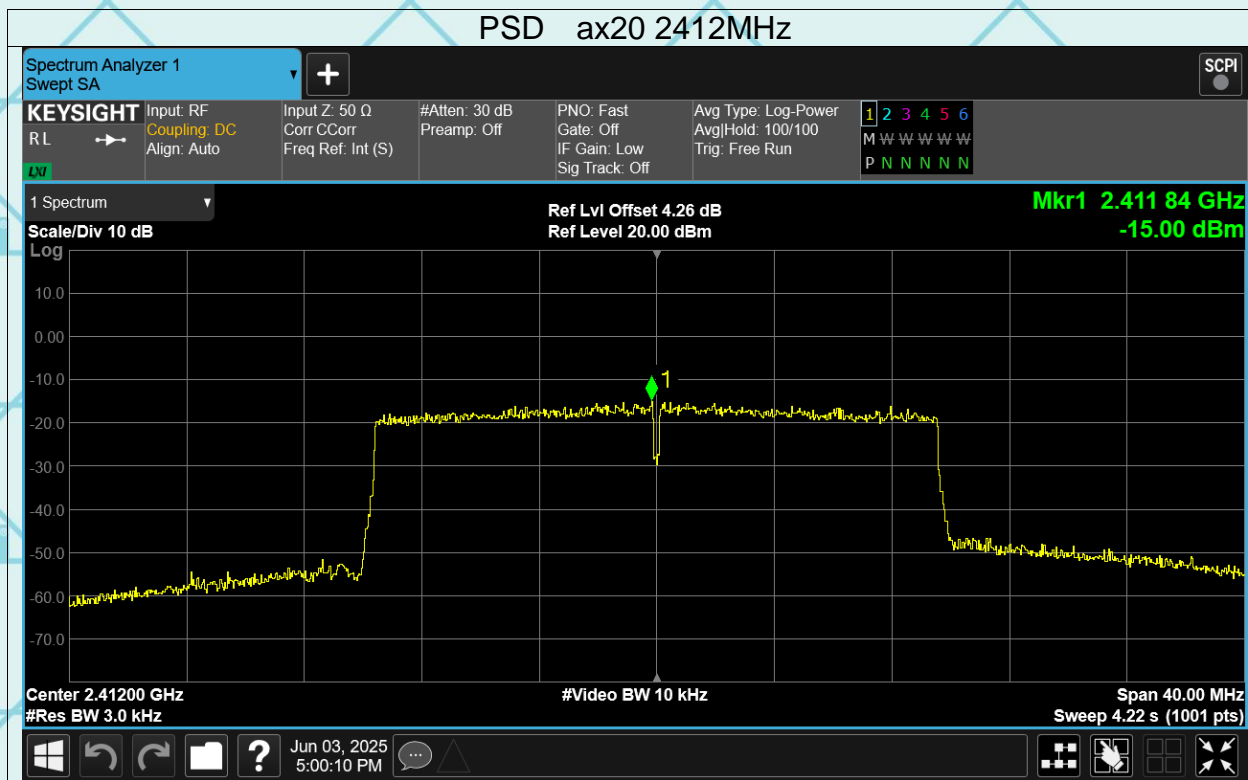 PSD ax20 2412MHz
Spectrum Analyzer 1
Swept SA
+
SCPI
KEYSIGHT
RL
LXI
Input: RF
Coupling: DC
Align: Auto
Input Z: 50 Ω
Corr CCorr
Freq Ref: Int (S)
#Atten: 30 dB
Preamp: Off
PNO: Fast
Gate: Off
IF Gain: Low
Sig Track: Off
Avg Type: Log-Power
Avg|Hold: 100/100
Trig: Free Run
1 2 3 4 5 6
M W W W W W
P N N N N N
1 Spectrum
Scale/Div 10 dB
Ref Lvl Offset 4.26 dB
Ref Level 20.00 dBm
Mkr1 2.411 84 GHz
-15.00 dBm
Log
10.0
0.00
-10.0
-20.0
-30.0
-40.0
-50.0
-60.0
-70.0
1
Center 2.41200 GHz
#Res BW 3.0 kHz
#Video BW 10 kHz
Span 40.00 MHz
Sweep 4.22 s (1001 pts)
?
Jun 03, 2025
5:00:10 PM